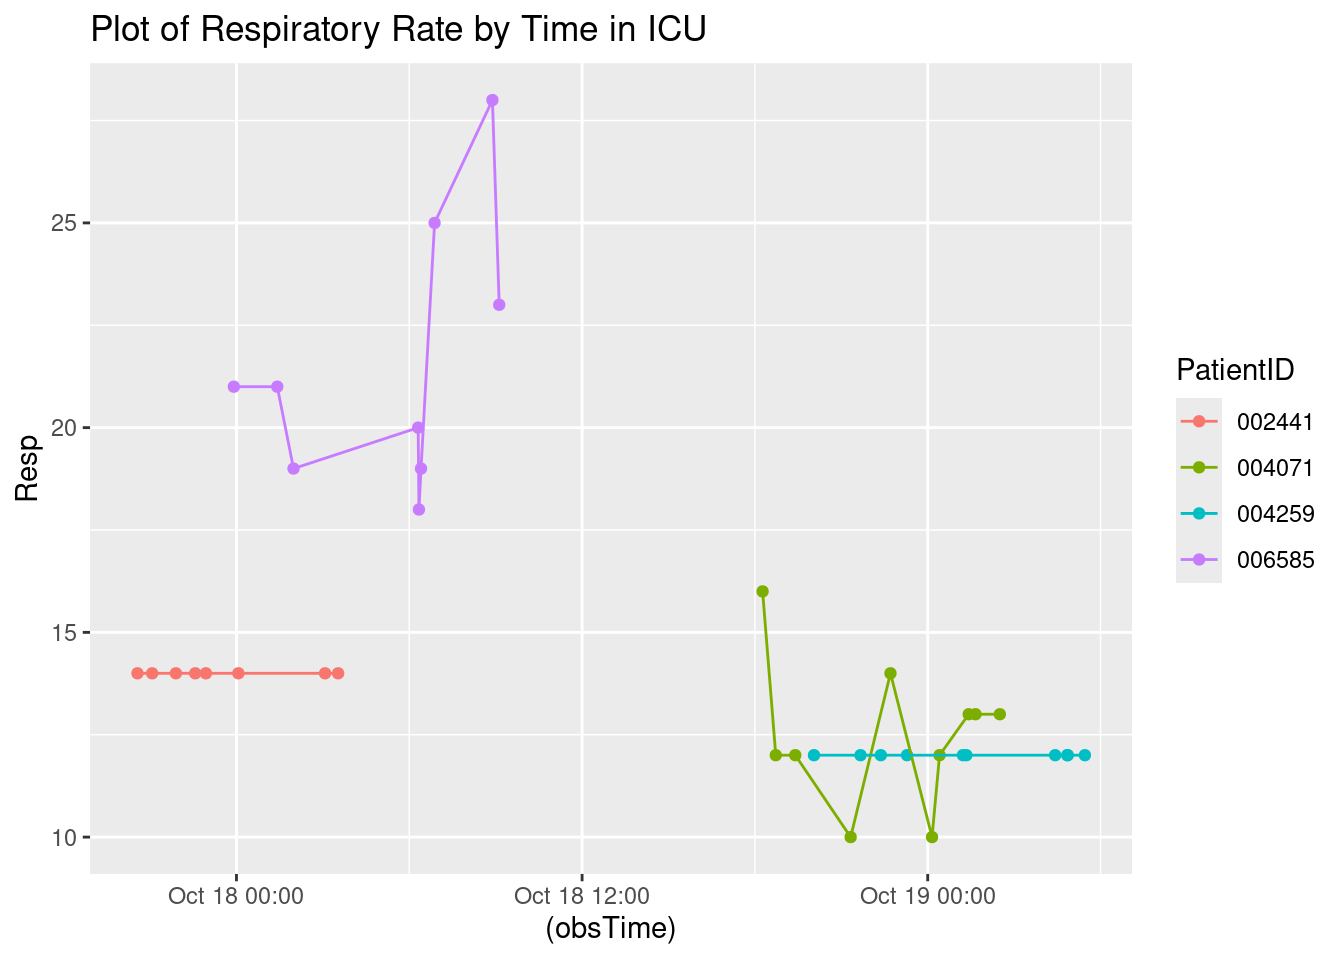 Plot of Respiratory Rate by Time in ICU
Resp
25
20
15
10
Oct 18 00:00
Oct 18 12:00
Oct 19 00:00
(obsTime)
PatientID
002441
004071
004259
006585